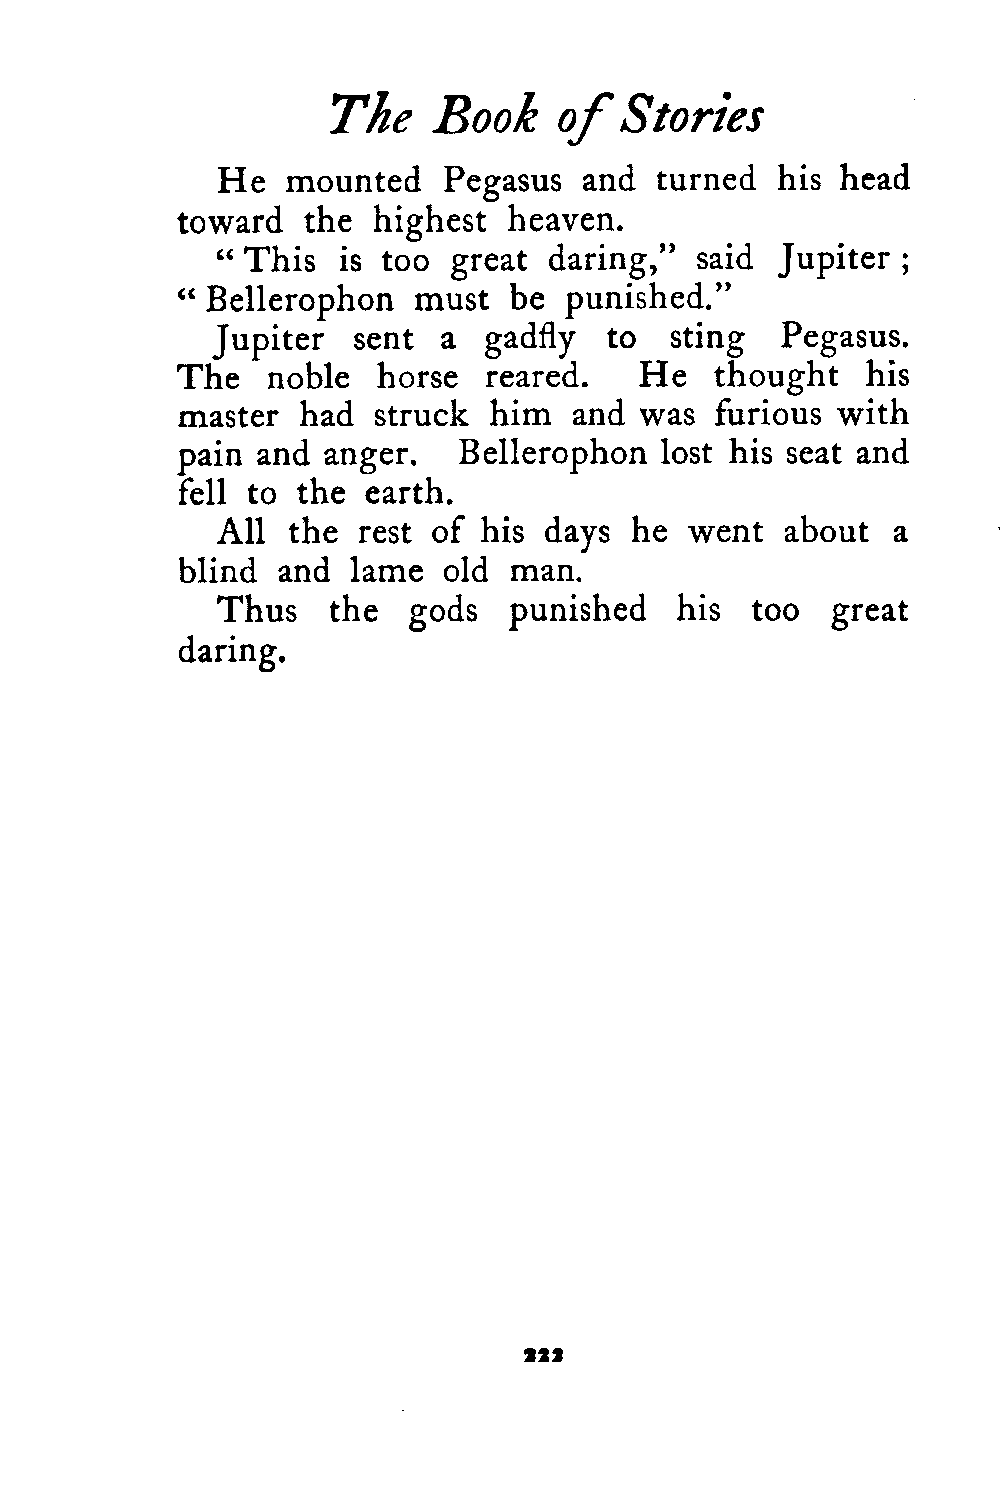 The Book of Stories
He mounted Pegasus and turned his head
toward the highest heaven.
“ This is too great daring,” said Jupiter ;
“ Bellerophon must be punished.”
Jupiter sent a gadfly to sting Pegasus.
The noble horse reared. He thought his
master had struck him and was furious with
pain and anger. Bellerophon lost his seat and
fell to the earth.
All the rest of his days he went about a
blind and lame old man.
Thus the gods punished his too great
daring.
222